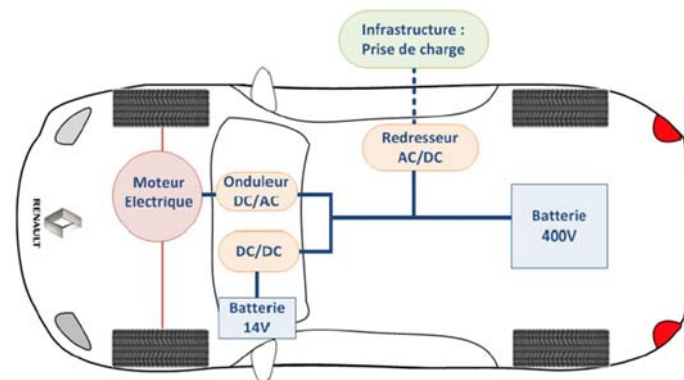 Infrastructure :
Prise de charge
Redresseur
AC/DC
Moteur
Electrique
Onduleur
DC/AC
DC/DC
Batterie
14V
Batterie
400V
RENAULT